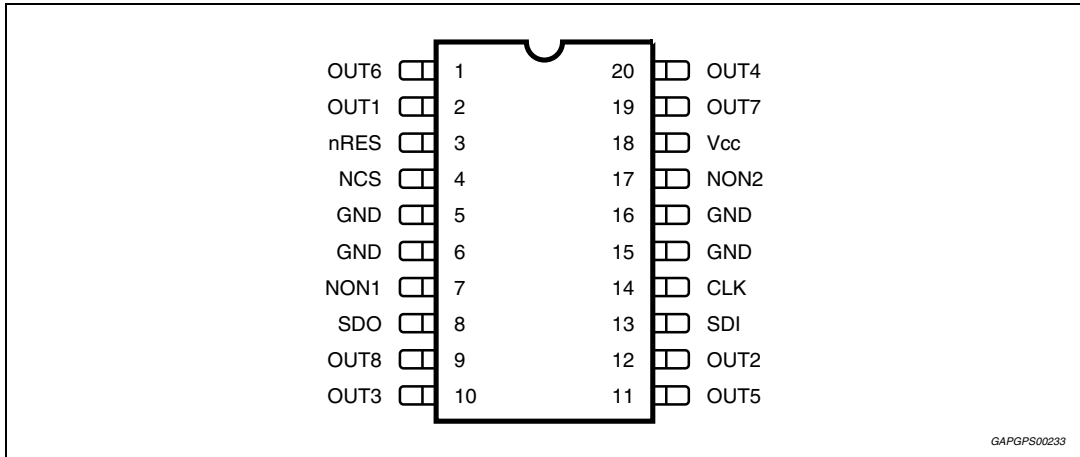 OUT6 1 20 OUT4
OUT1 2 19 OUT7
nRES 3 18 Vcc
NCS 4 17 NON2
GND 5 16 GND
GND 6 15 GND
NON1 7 14 CLK
SDO 8 13 SDI
OUT8 9 12 OUT2
OUT3 10 11 OUT5
GAPGPS00233